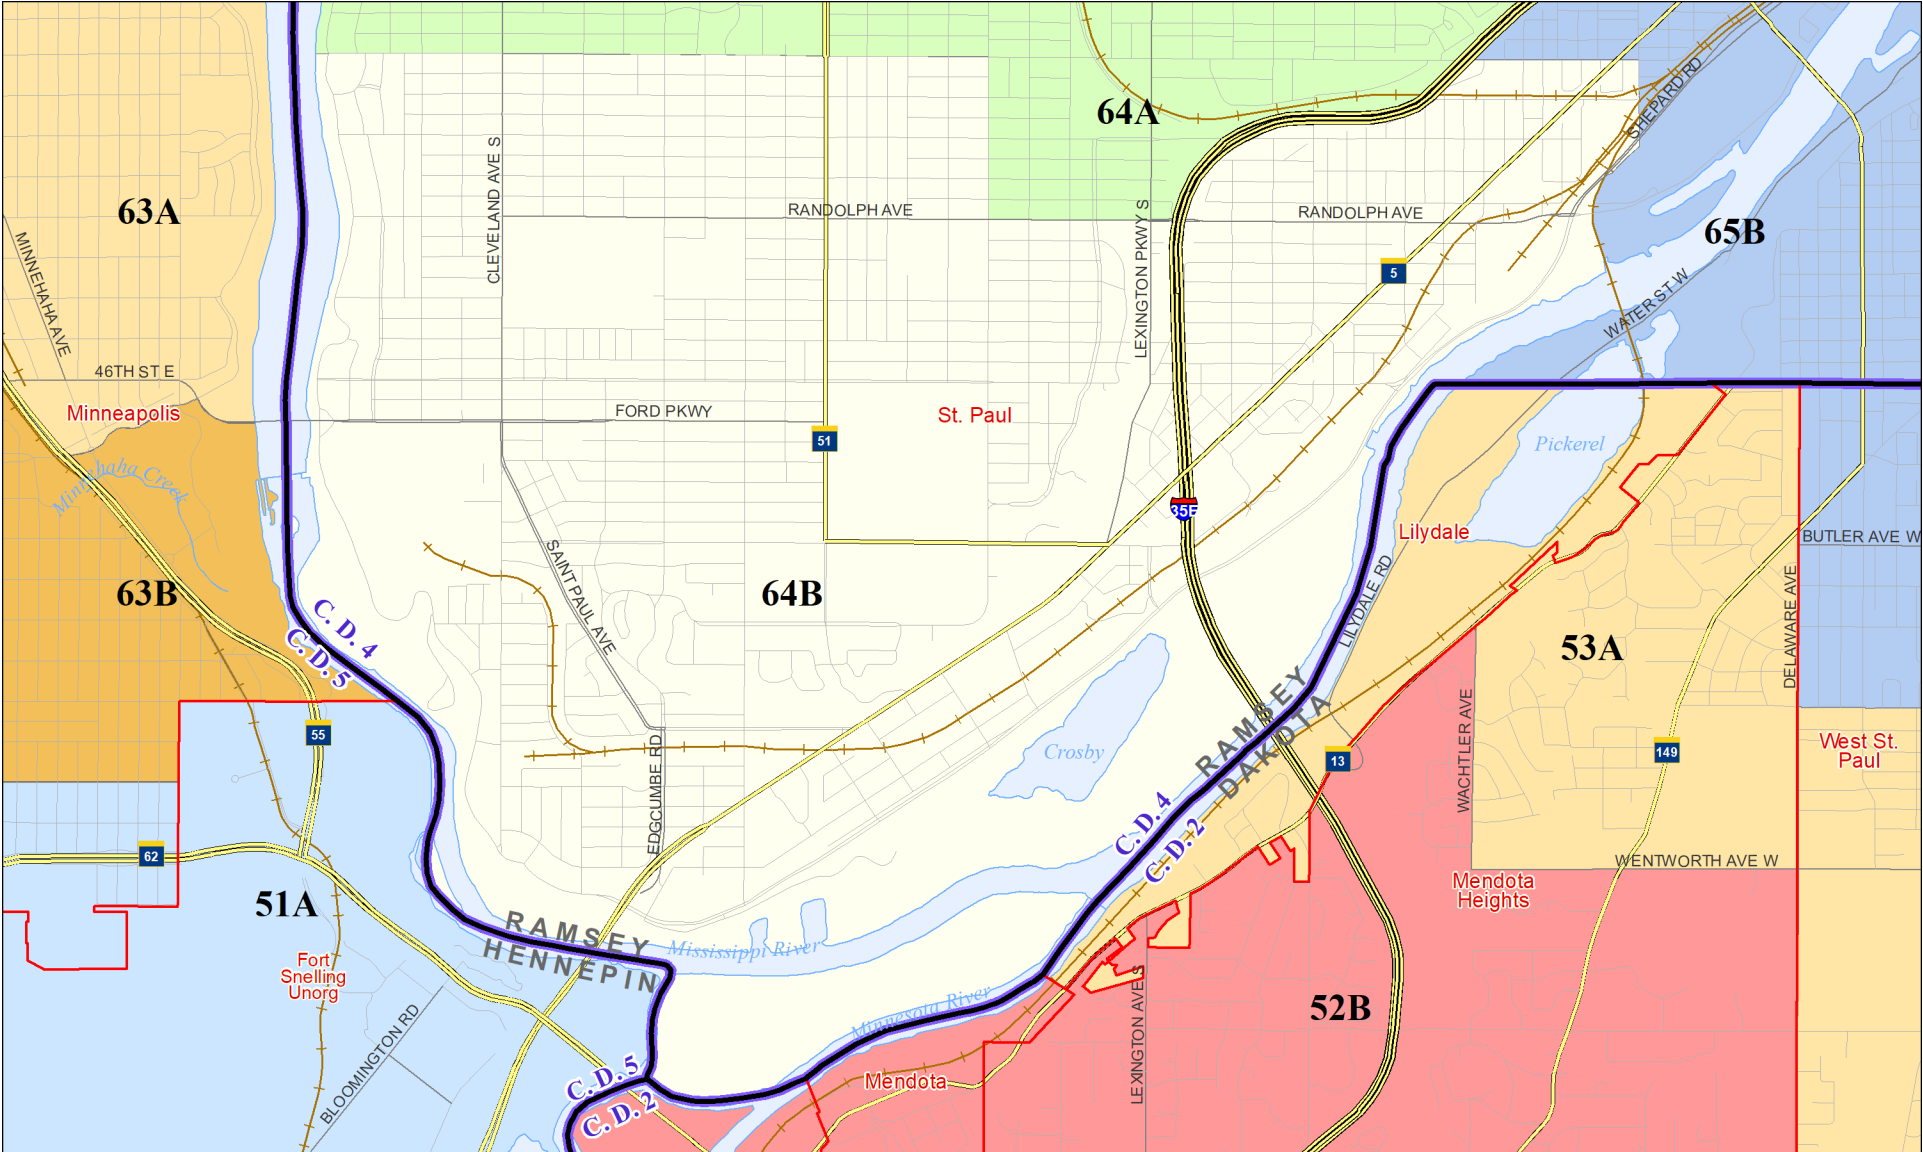 64A
SHEPARD RD
CLEVELAND AVE S
63A
RANDOLPH AVE
RANDOLPH AVE
LEXINGTON PKWY S
65B
MINNEHAHA AVE
5
WATER ST W
46TH ST E
Minneapolis
FORD PKWY
St. Paul
51
Pickerel
Minnehaha Creek
35E
Lilydale
BUTLER AVE W
SAINT PAUL AVE
63B
64B
LILYDALE RD
DELAWARE AVE
C. D. 4
C. D. 5
53A
55
EDGCUMBE RD
Crosby
RAMSEY
DAKOTA
13
WACHTLER AVE
149
West St.
Paul
62
C. D. 4
C. D. 2
WENTWORTH AVE W
51A
Mendota
Heights
RAMSEY
HENNEPIN
Mississippi River
Fort
Snelling
Unorg
Minnesota River
LEXINGTON AVE S
52B
BLOOMINGTON RD
C. D. 5
C. D. 2
Mendota